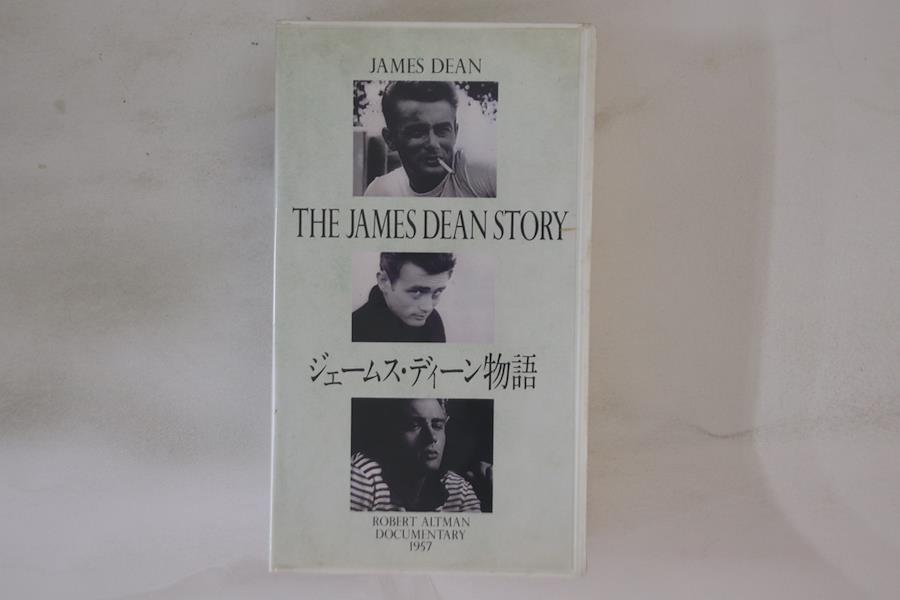 JAMES DEAN
THE JAMES DEAN STORY
ジェームス・ディーン物語
ROBERT ALTMAN
DOCUMENTARY
1957